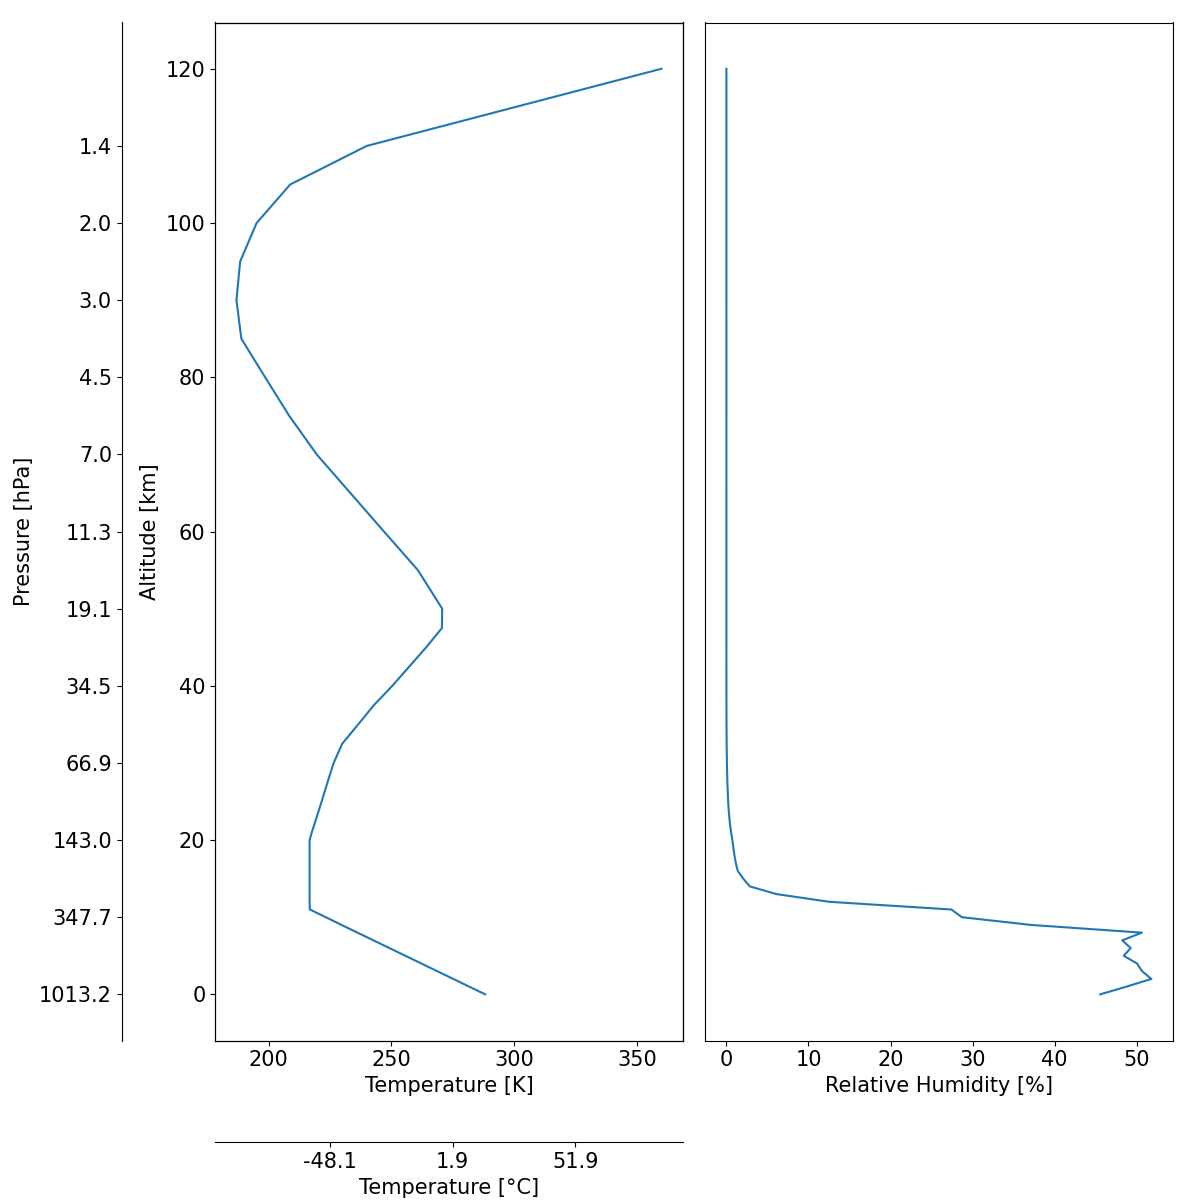 120
1.4
2.0
100
3.0
4.5
80
7.0
11.3
60
19.1
34.5
40
66.9
143.0
20
347.7
1013.2
0
Pressure [hPa]
Altitude [km]
200 250 300 350
Temperature [K]
0 10 20 30 40 50
Relative Humidity [%]
-48.1 1.9 51.9
Temperature [°C]